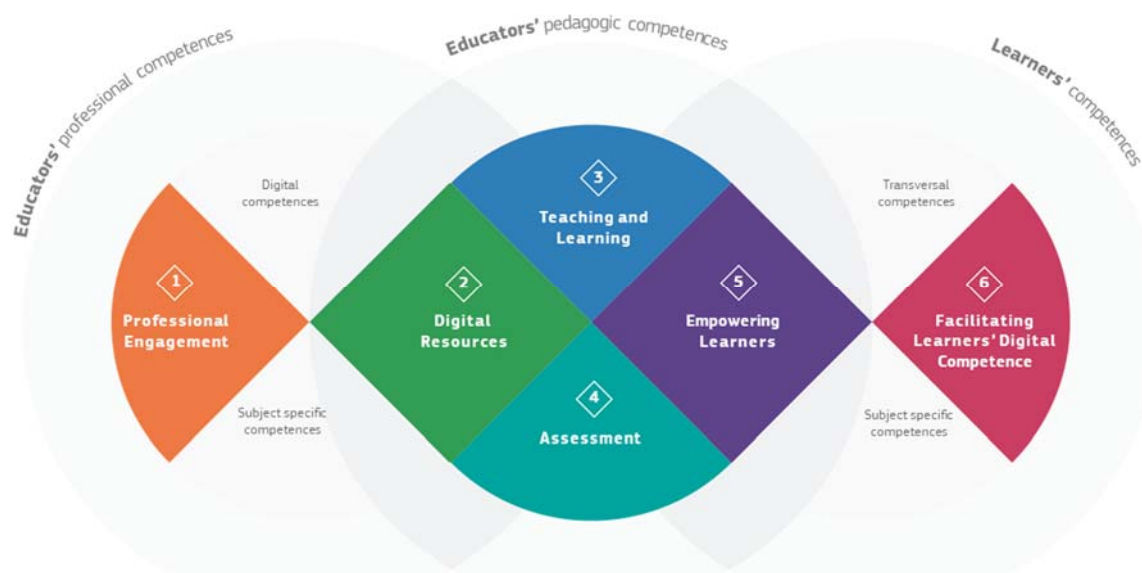 Educators' professional competences
Educators' pedagogic competences
Learners' competences
Digital
competences
Transversal
competences
1
Professional
Engagement
2
Digital
Resources
3
Teaching and
Learning
4
Assessment
5
Empowering
Learners
6
Facilitating
Learners' Digital
Competence
Subject specific
competences
Subject specific
competences